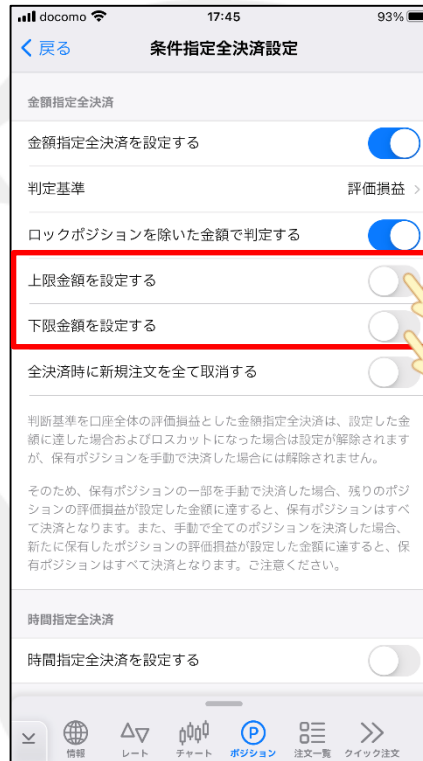 docomo 17:45 93%
戻る 条件指定全決済設定
金額指定全決済
金額指定全決済を設定する
判定基準 評価損益
ロックポジションを除いた金額で判定する
上限金額を設定する
下限金額を設定する
全決済時に新規注文を全て取消する
判断基準を口座全体の評価損益とした金額指定全決済は、設定した金
額に達した場合およびロスカットになった場合は設定が解除されます
が、保有ポジションを手動で決済した場合には解除されません。
そのため、保有ポジションの一部を手動で決済した場合、残りのポジ
ションの評価損益が設定した金額に達すると、保有ポジションはすべ
て決済となります。また、手動で全てのポジションを決済した場合、
新たに保有したポジションの評価損益が設定した金額に達すると、保
有ポジションはすべて決済となります。ご注意ください。
時間指定全決済
時間指定全決済を設定する
P
情報 レート チャート ポジション 注文一覧 クイック注文